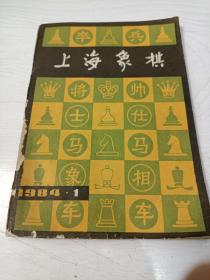 卒 兵
上海象棋
将 帅
士 仕
马 马
象 相
车 车
1984·1